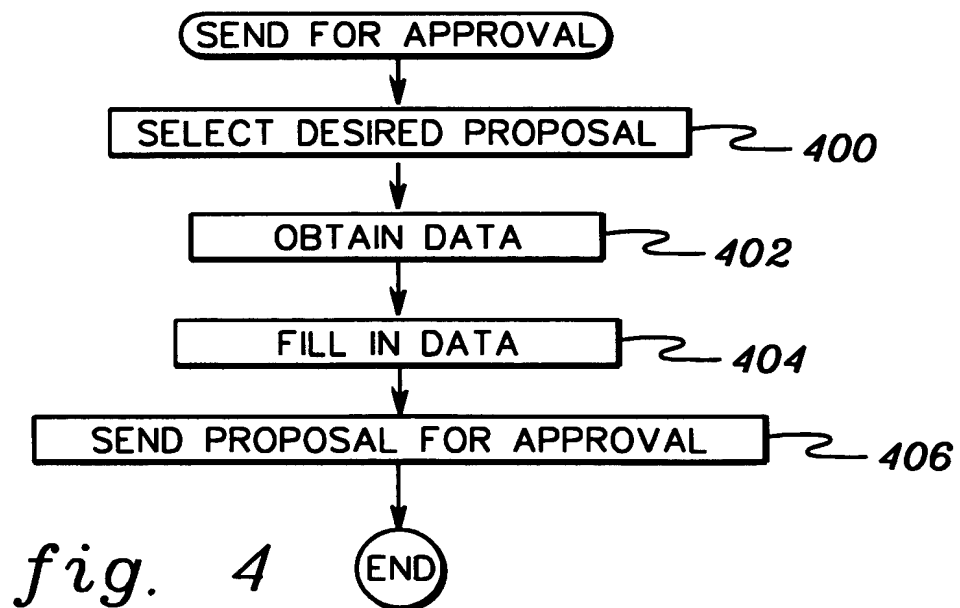 SEND FOR APPROVAL
SELECT DESIRED PROPOSAL
400
OBTAIN DATA
402
FILL IN DATA
404
SEND PROPOSAL FOR APPROVAL
406
END
fig. 4